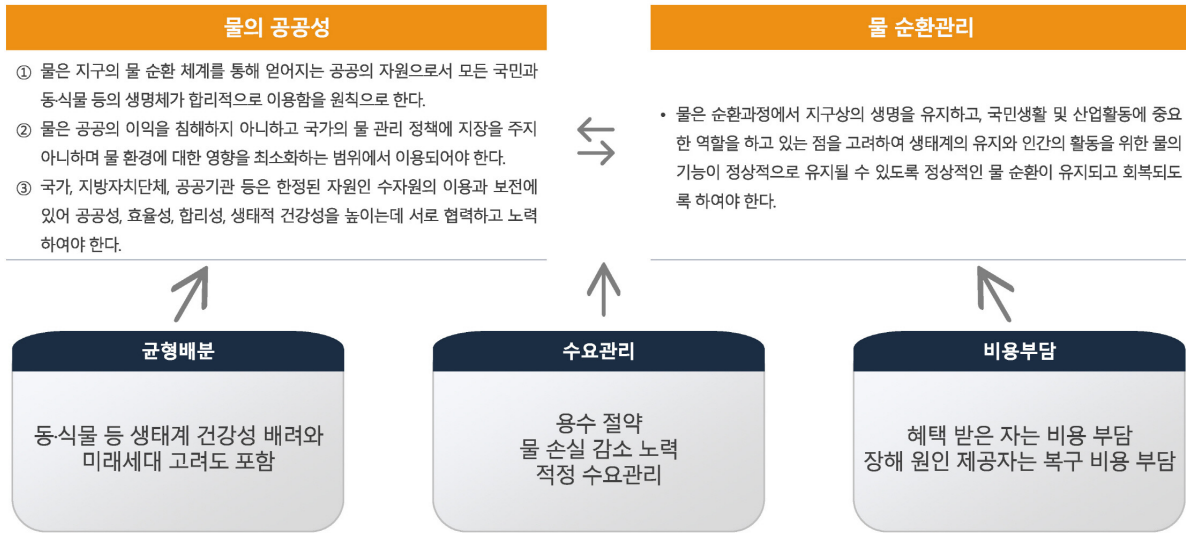 물의 공공성
① 물은 지구의 물 순환 체계를 통해 얻어지는 공공의 자원으로서 모든 국민과
동·식물 등의 생명체가 합리적으로 이용함을 원칙으로 한다.
② 물은 공공의 이익을 침해하지 아니하고 국가의 물 관리 정책에 지장을 주지
아니하며 물 환경에 대한 영향을 최소화하는 범위에서 이용되어야 한다.
③ 국가, 지방자치단체, 공공기관 등은 한정된 자원인 수자원의 이용과 보전에
있어 공공성, 효율성, 합리성, 생태적 건강성을 높이는데 서로 협력하고 노력
하여야 한다.
물 순환관리
• 물은 순환과정에서 지구상의 생명을 유지하고, 국민생활 및 산업활동에 중요
한 역할을 하고 있는 점을 고려하여 생태계의 유지와 인간의 활동을 위한 물의
기능이 정상적으로 유지될 수 있도록 정상적인 물 순환이 유지되고 회복되도
록 하여야 한다.
균형배분
동·식물 등 생태계 건강성 배려와
미래세대 고려도 포함
수요관리
용수 절약
물 손실 감소 노력
적정 수요관리
비용부담
혜택 받은 자는 비용 부담
장해 원인 제공자는 복구 비용 부담